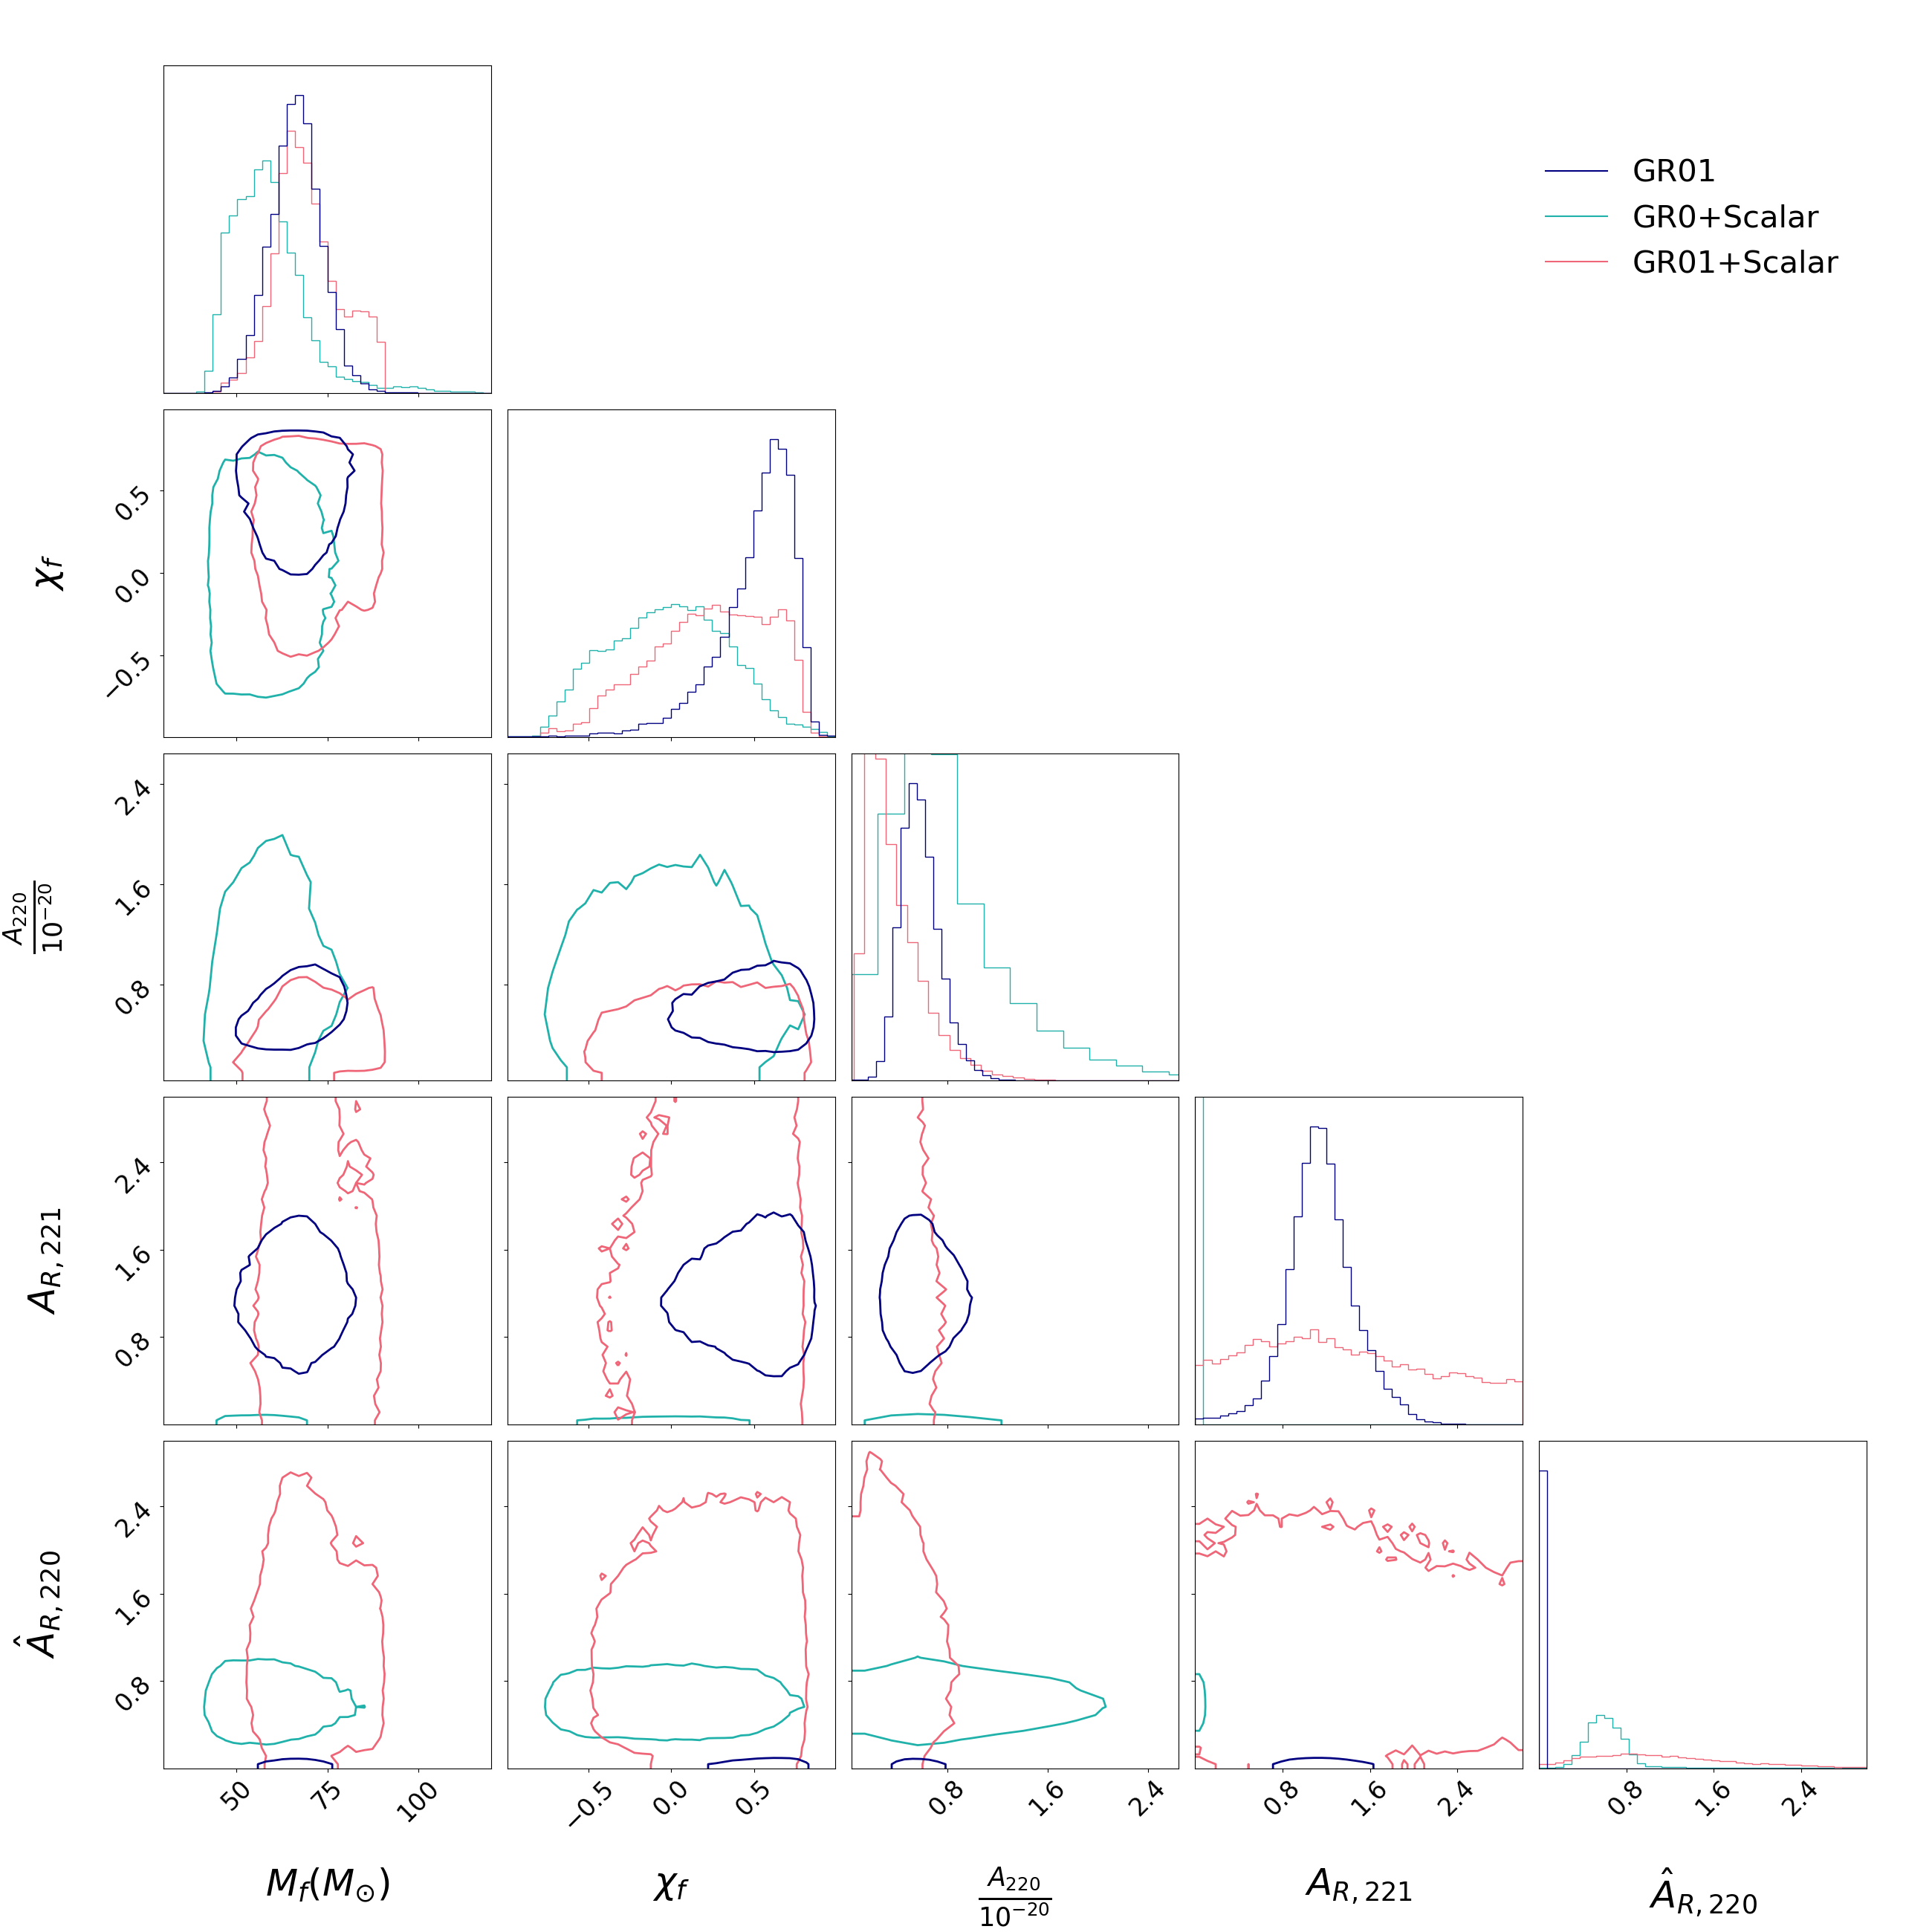 GR01
GR0+Scalar
GR01+Scalar
χf
0.5
0.0
−0.5
A220
10−20
2.4
1.6
0.8
AR, 221
2.4
1.6
0.8
ÂR, 220
2.4
1.6
0.8
50 75 100 −0.5 0.0 0.5 0.8 1.6 2.4 0.8 1.6 2.4 0.8 1.6 2.4
Mf(M⊙) χf A220 AR, 221 ÂR, 220
10−20